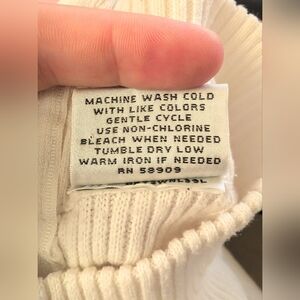 MACHINE WASH COLD
WITH LIKE COLORS
GENTLE CYCLE
USE NON-CHLORINE
BLEACH WHEN NEEDED
TUMBLE DRY LOW
WARM IRON IF NEEDED
RN 58909